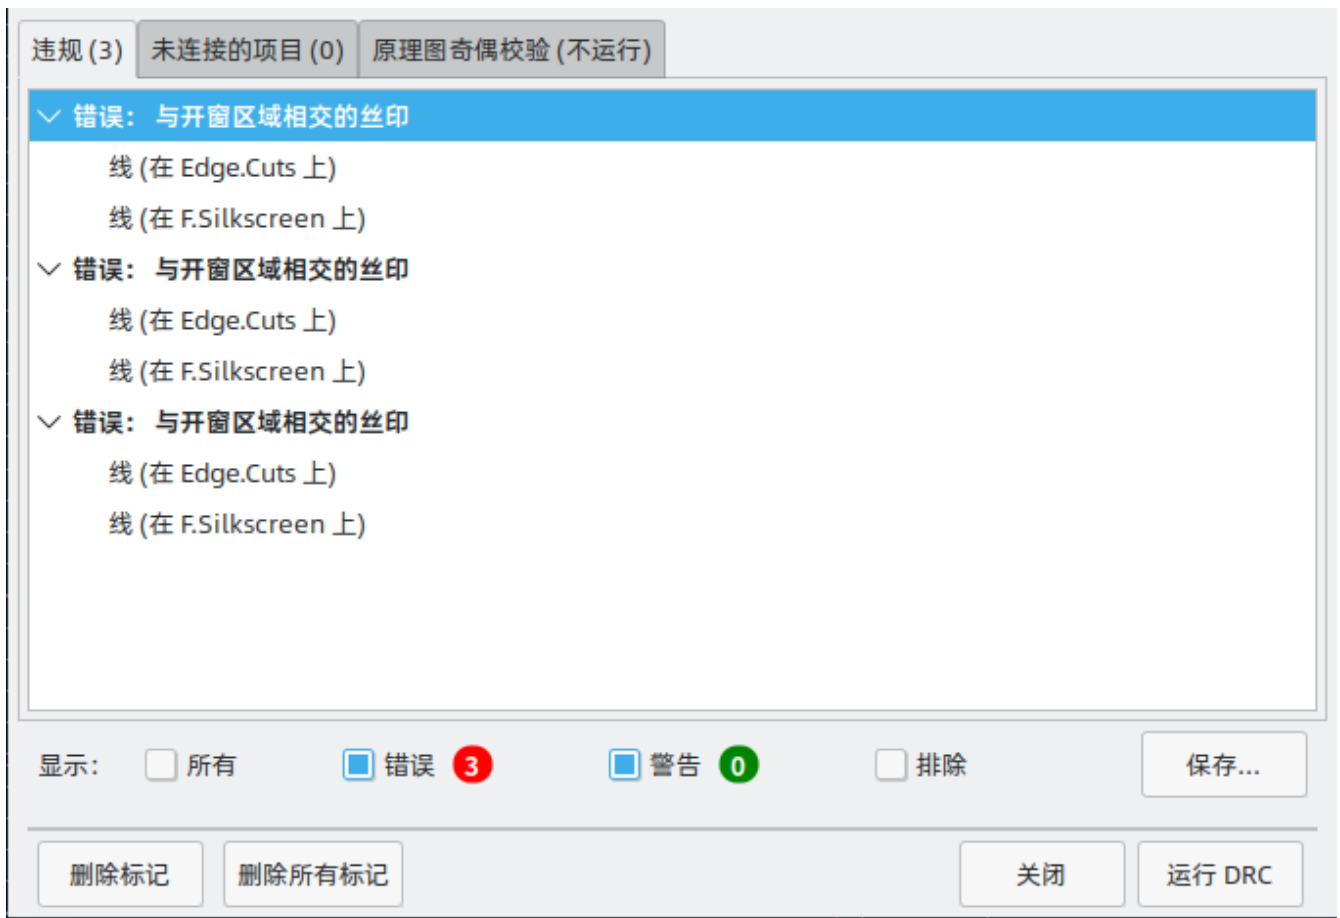 违规 (3) 未连接的项目 (0) 原理图奇偶校验 (不运行)
错误： 与开窗区域相交的丝印
线 (在 Edge.Cuts 上)
线 (在 F.Silkscreen 上)
错误： 与开窗区域相交的丝印
线 (在 Edge.Cuts 上)
线 (在 F.Silkscreen 上)
错误： 与开窗区域相交的丝印
线 (在 Edge.Cuts 上)
线 (在 F.Silkscreen 上)
显示： 所有 错误 3 警告 0 排除 保存...
删除标记 删除所有标记 关闭 运行 DRC